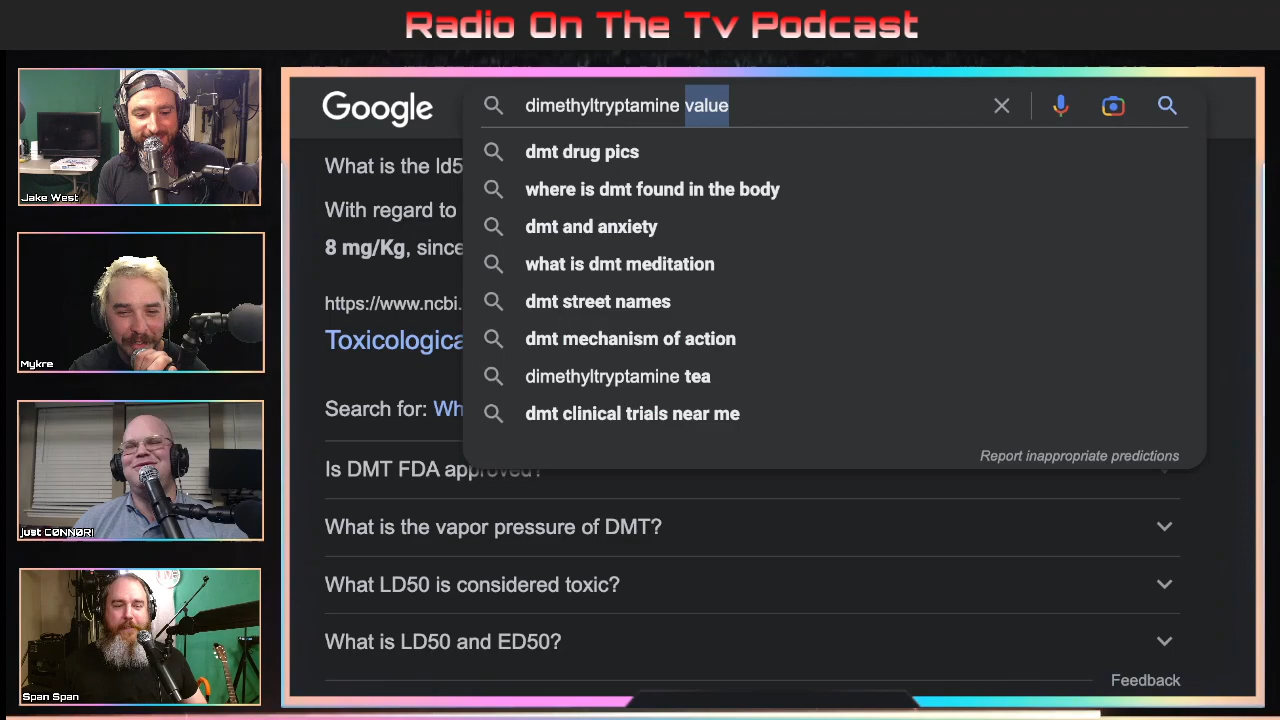 Radio On The Tv Podcast
Jake West
Mykre
just CØNNØR!
Span Span
Google
dimethyltryptamine value
dmt drug pics
where is dmt found in the body
dmt and anxiety
what is dmt meditation
dmt street names
dmt mechanism of action
dimethyltryptamine tea
dmt clinical trials near me
Report inappropriate predictions
What is the ld5
With regard to
8 mg/Kg, since
https://www.ncbi.
Toxicologica
Search for: Wh
Is DMT FDA approved?
What is the vapor pressure of DMT?
What LD50 is considered toxic?
What is LD50 and ED50?
Feedback